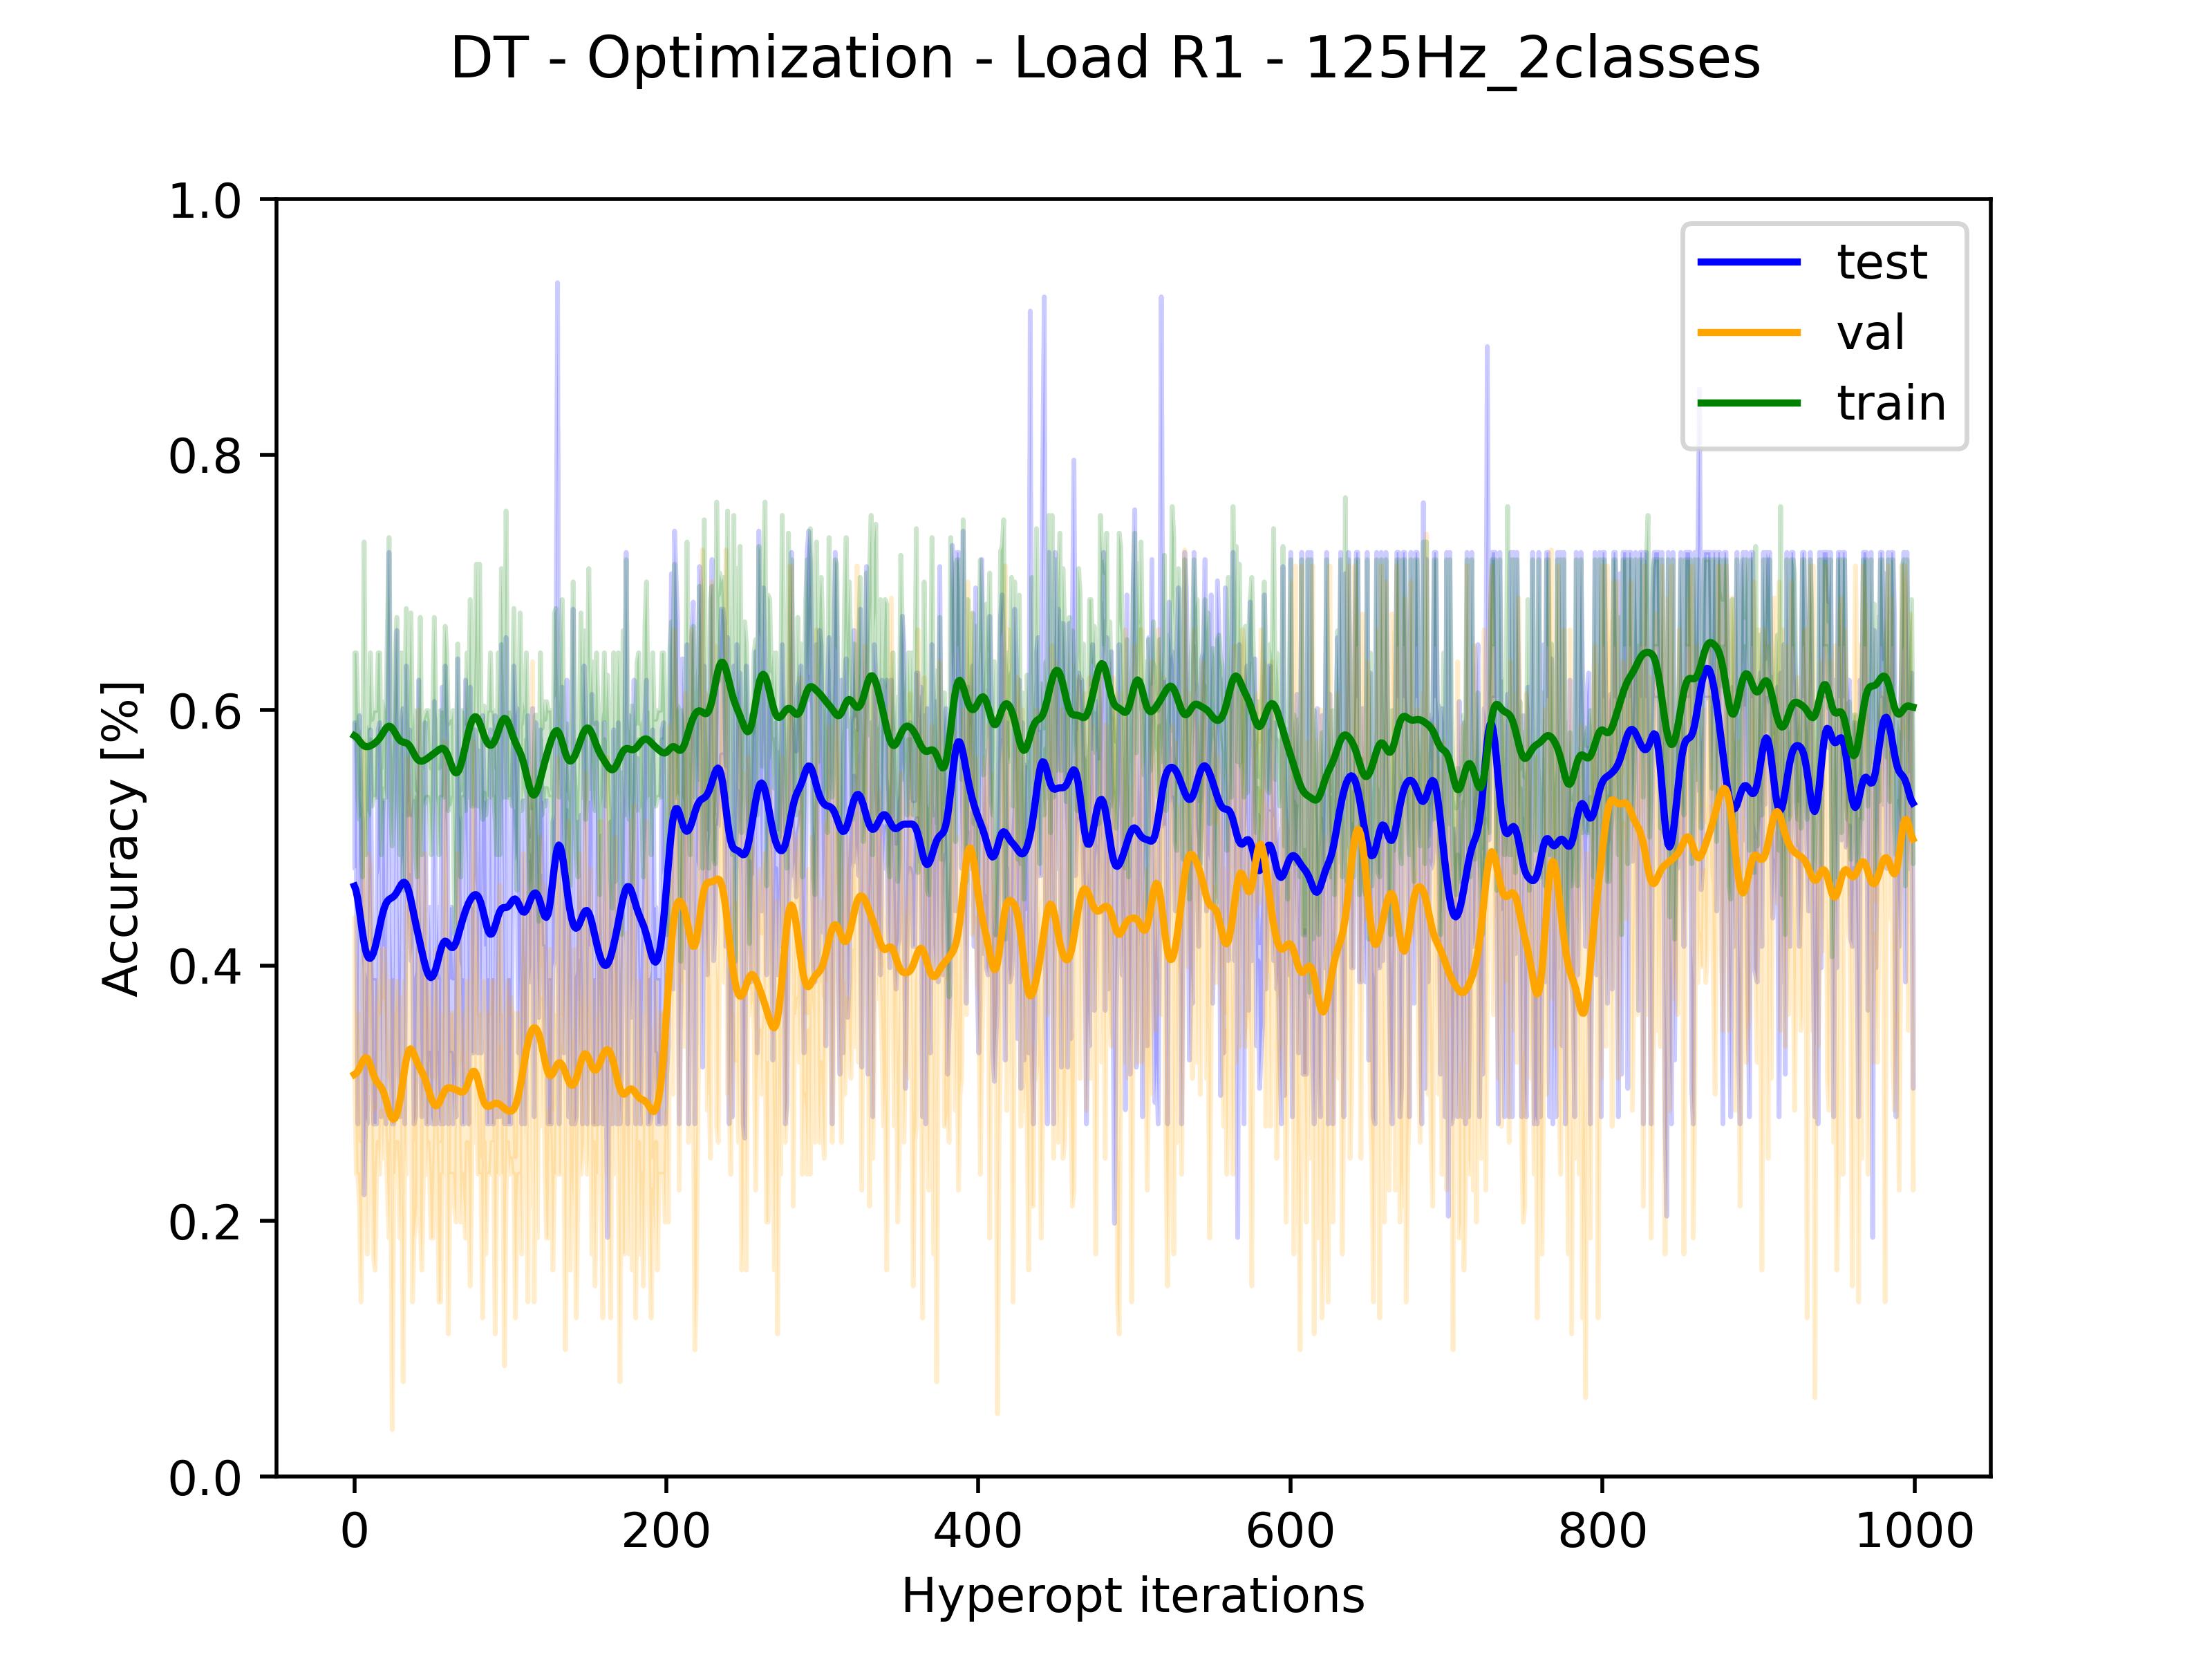 DT - Optimization - Load R1 - 125Hz_2classes
1.0
0.8
0.6
0.4
0.2
0.0
Accuracy [%]
test
val
train
0 200 400 600 800 1000
Hyperopt iterations